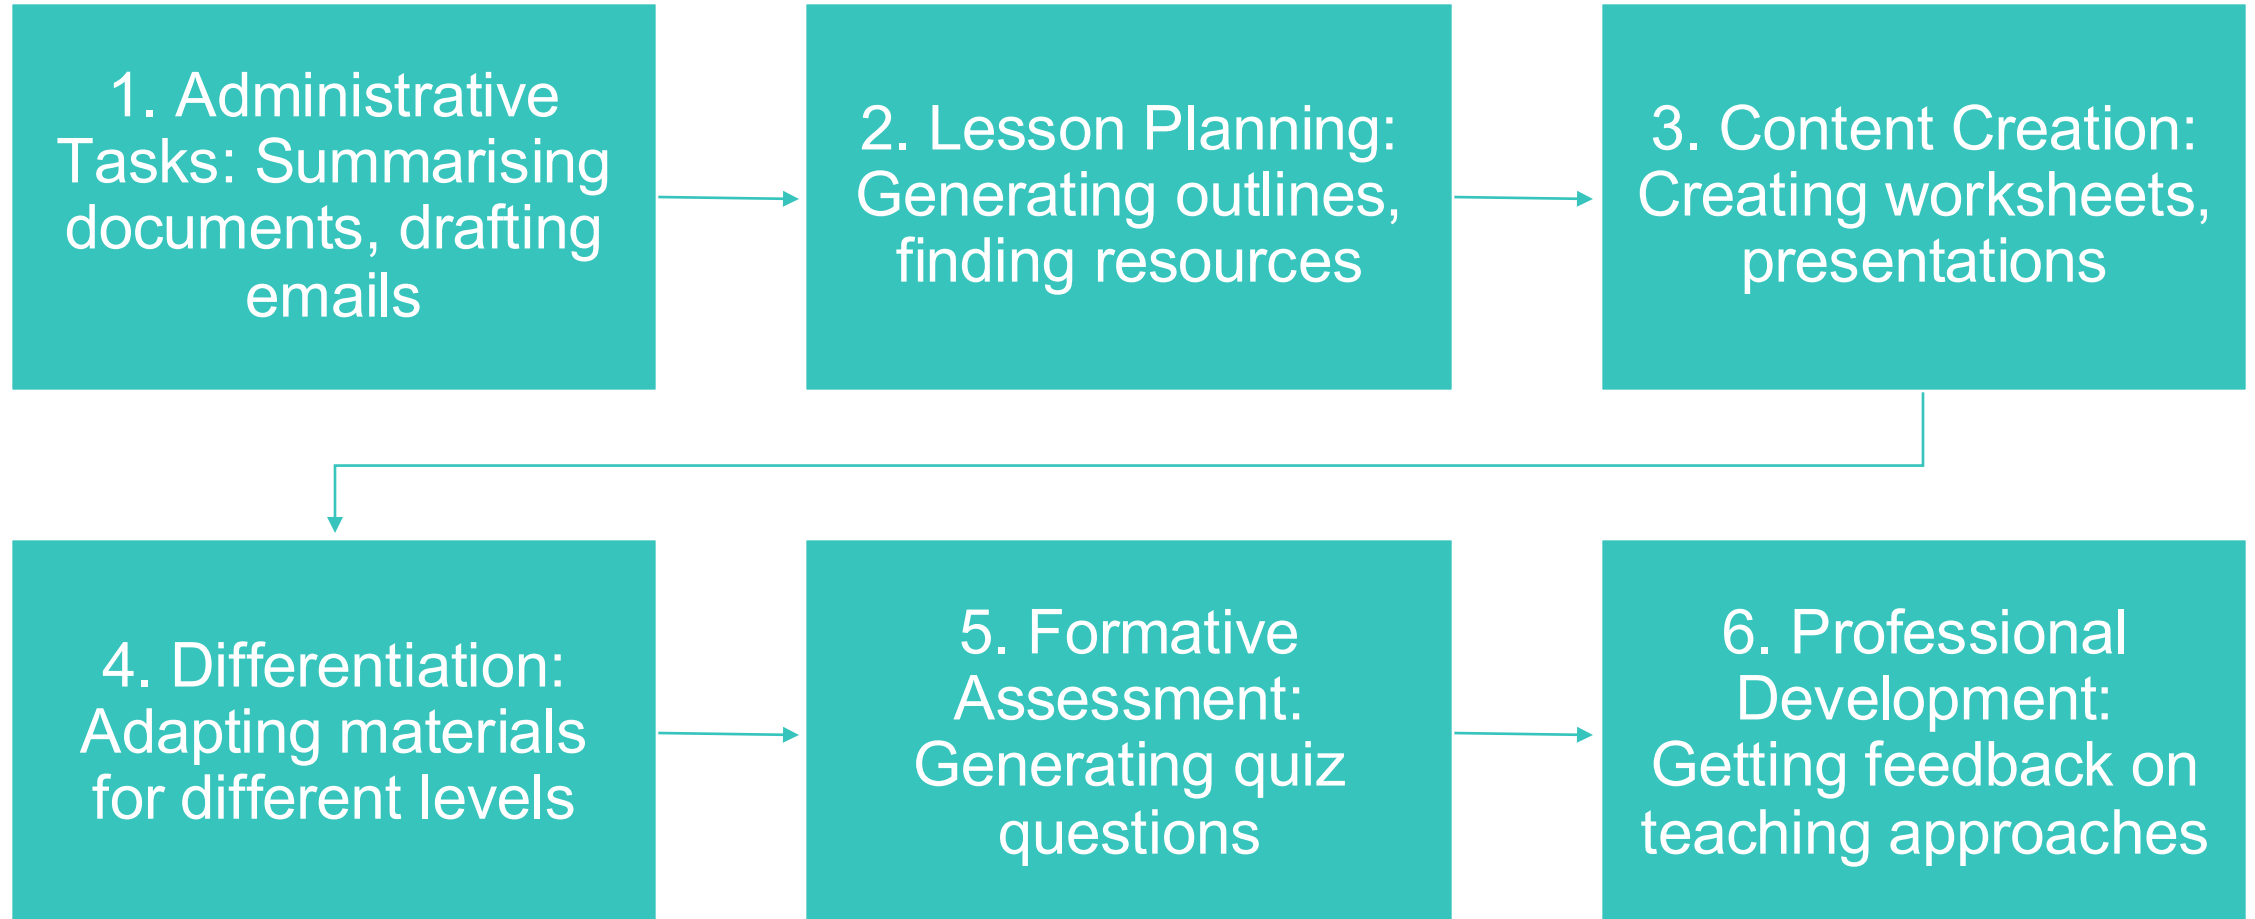 1. Administrative
Tasks: Summarising
documents, drafting
emails
2. Lesson Planning:
Generating outlines,
finding resources
3. Content Creation:
Creating worksheets,
presentations
4. Differentiation:
Adapting materials
for different levels
5. Formative
Assessment:
Generating quiz
questions
6. Professional
Development:
Getting feedback on
teaching approaches